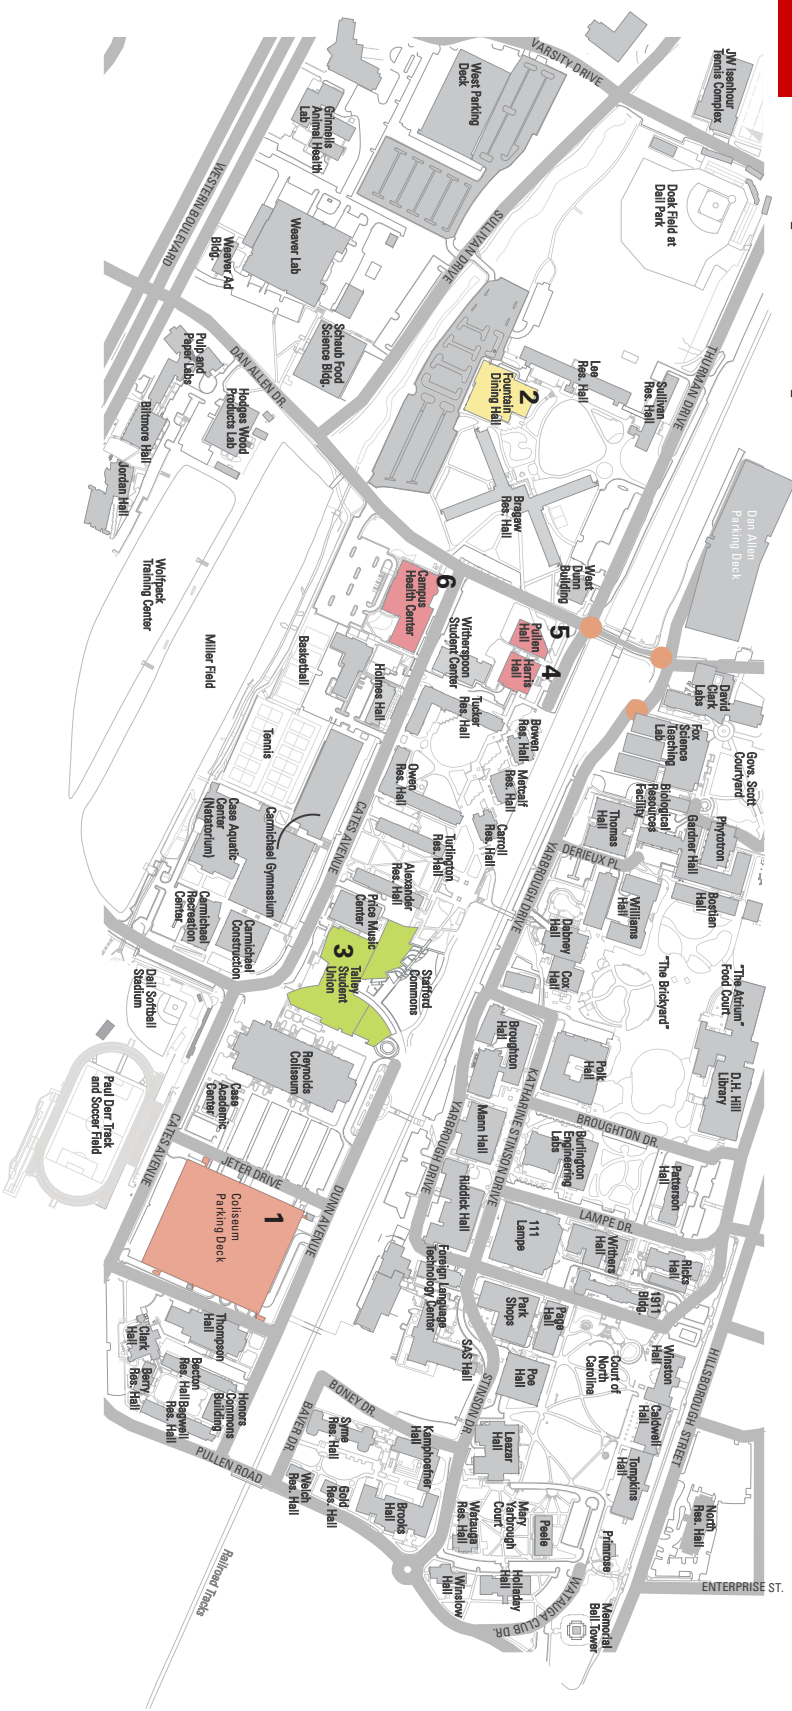 JW Isenhour
Tennis Complex
VARSITY DRIVE
West Parking
Deck
Grinnells
Animal Health
Lab
WESTERN BOULEVARD
Weaver Lab
Weaver Ad
Bldg.
SULLIVAN DRIVE
Doak Field at
Dail Park
THURMAN DRIVE
Schaub Food
Science Bldg.
Pulp and
Paper Labs
DAN ALLEN DR.
Hodges Wood
Products Lab
Biltmore Hall
Jordan Hall
2
Fountain
Dining Hall
Lee
Res. Hall
Sullivan
Res. Hall
Bragaw
Res. Hall
West
Dunn
Building
Dan Allen
Parking Deck
Wolfpack
Training Center
Miller Field
Basketball
Tennis
6
Campus
Health Center
Holmes Hall
Witherspoon
Student Center
5
Pullen
Hall
4
Harris
Hall
Tucker
Res. Hall
Owen
Res. Hall
Bowen
Res. Hall
Metcalf
Res. Hall
Carroll
Res. Hall
Turlington
Res. Hall
Alexander
Res. Hall
CATES AVENUE
David
Clark
Labs
Fox
Science
Teaching
Lab
Govs. Scott
Courtyard
Biological
Resources
Facility
Phytotron
Gardner Hall
Thomas
Hall
DERIEUX PL.
Bostian
Hall
Williams
Hall
YARBROUGH DRIVE
Dabney
Hall
Cox
Hall
"The Brickyard"
"The Atrium"
Food Court
D.H. Hill
Library
Case Aquatic
Center
(Natatorium)
Carmichael Gymnasium
Carmichael
Recreation
Center
Carmichael
Construction
Price Music
Center
3
Talley
Student
Union
Stafford
Commons
Dail Softball
Stadium
Reynolds
Coliseum
Case
Academic
Center
Paul Derr Track
and Soccer Field
CATES AVENUE
JETER DRIVE
DUNN AVENUE
1
Coliseum
Parking Deck
Broughton
Hall
Polk
Hall
KATHARINE STINSON DRIVE
BROUGHTON DR.
Mann Hall
YARBROUGH DRIVE
Burlington
Engineering
Labs
Patterson
Hall
Riddick Hall
LAMPE DR.
111
Lampe
Withers
Hall
Ricks
Hall
1911
Bldg.
Foreign Language
Technology Center
Park
Shops
Page
Hall
SAS Hall
Poe
Hall
Court of
North
Carolina
Winston
Hall
Caldwell
Hall
Tompkins
Hall
HILLSBOROUGH STREET
STINSON DR.
Thompson
Hall
Clark
Hall
Berry
Res. Hall
Becton
Res. Hall
Bagwell
Res. Hall
Honors
Commons
Building
PULLEN ROAD
BONEY DR.
BAVER DR.
Syme
Res. Hall
Welch
Res. Hall
Gold
Res. Hall
Kamphoefner
Hall
Brooks
Hall
Leazar
Hall
Watauga
Res. Hall
Mary
Yarbrough
Court
Peele
Primrose
North
Res. Hall
ENTERPRISE ST.
Winslow
Hall
Holladay
Hall
WATAUGA CLUB DR.
Memorial
Bell Tower
Railroad Tracks